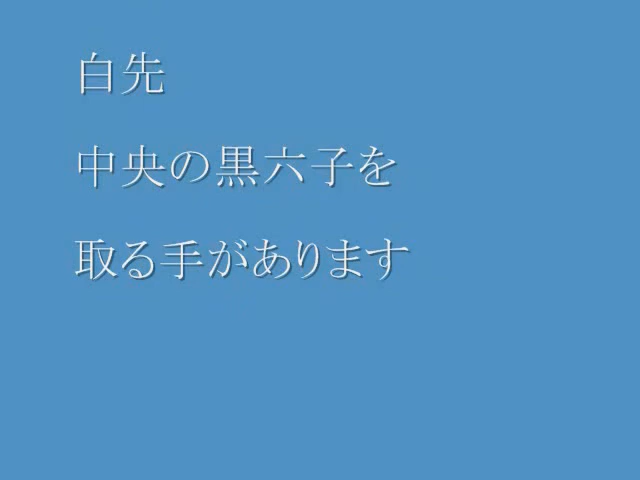 白先
中央の黒六子を
取る手があります